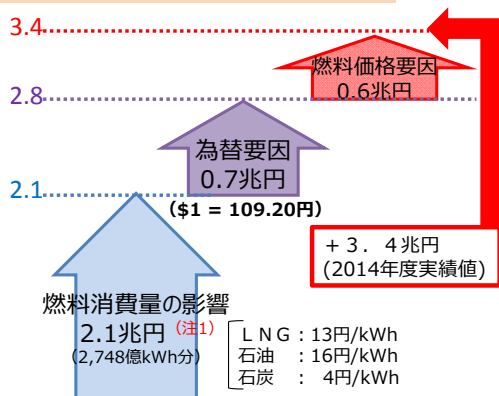 3.4
燃料価格要因
0.6兆円
2.8
為替要因
0.7兆円
2.1
($1 = 109.20円)
+３．４兆円
(2014年度実績値)
燃料消費量の影響
2.1兆円(注1)
(2,748億kWh分)
ＬＮＧ：13円/kWh
石油　：16円/kWh
石炭　：　4円/kWh